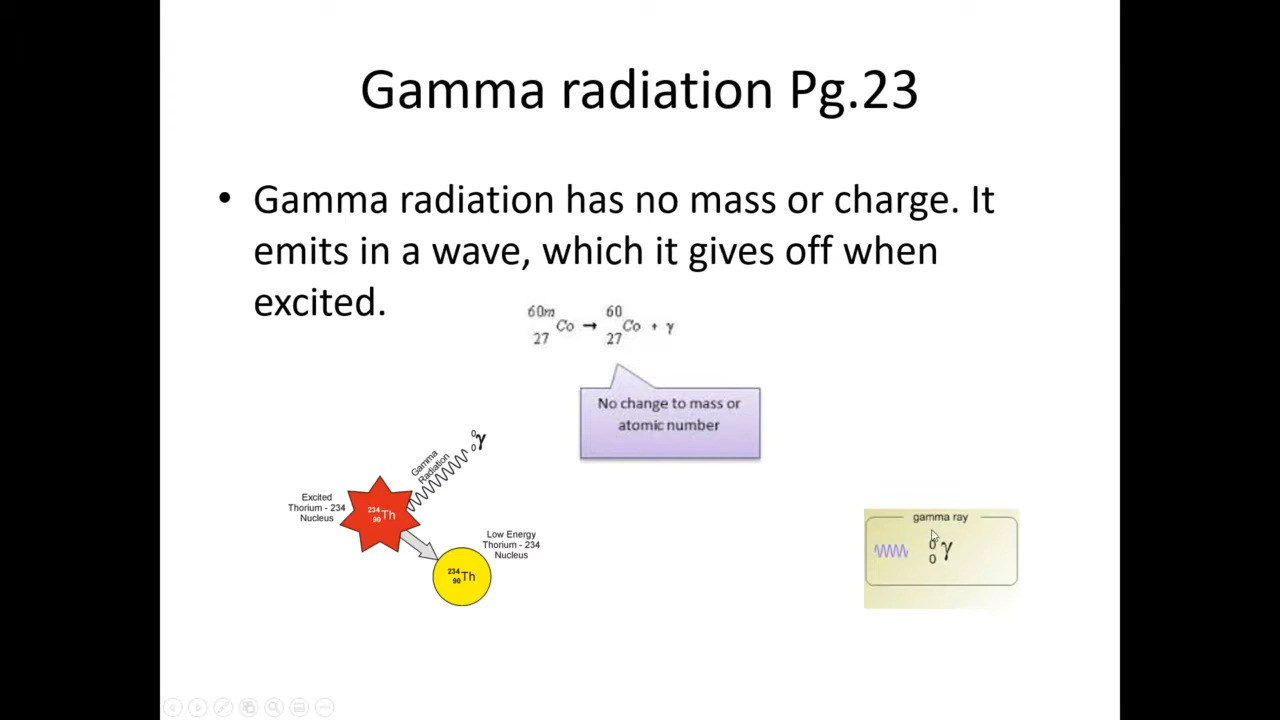 Gamma radiation Pg.23
• Gamma radiation has no mass or charge. It
emits in a wave, which it gives off when
excited.
60m 60
Co → Co + γ
27 27
No change to mass or
atomic number
0
γ
0
Gamma
Radiation
Excited
Thorium - 234
Nucleus
234
Th
90
Low Energy
Thorium - 234
Nucleus
234
Th
90
gamma ray
0
γ
0